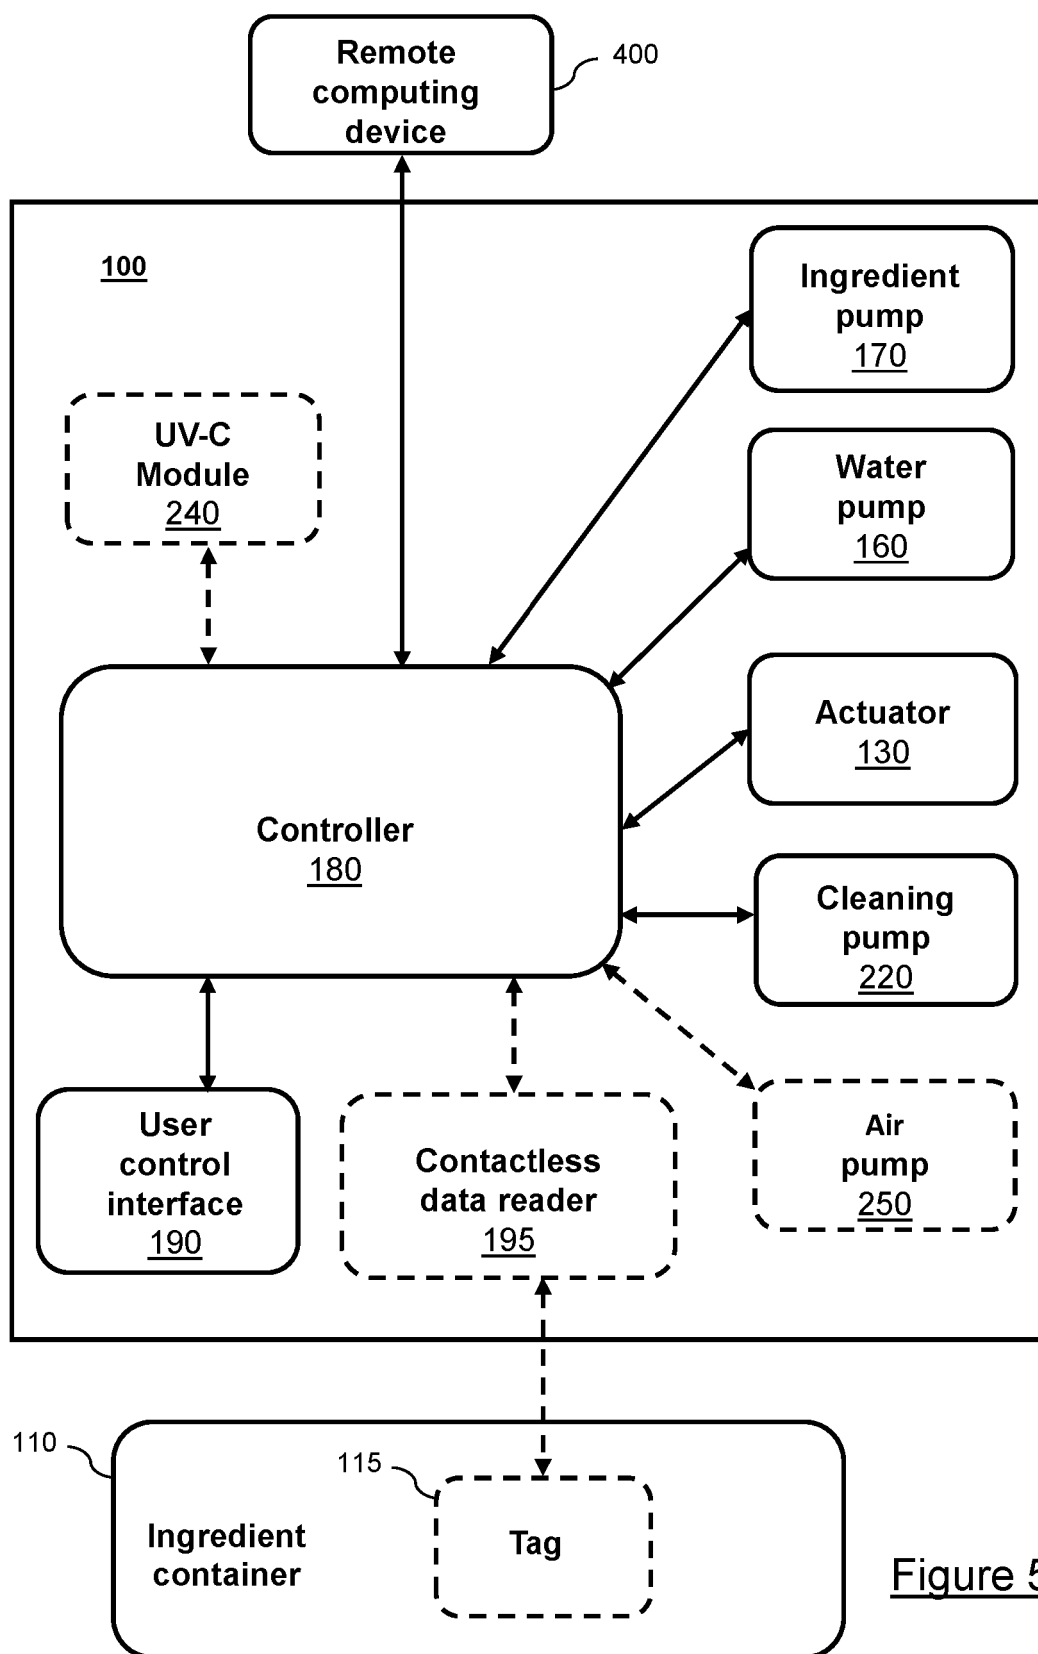 Remote
computing
device
400
100
Ingredient
pump
170
UV-C
Module
240
Water
pump
160
Actuator
130
Controller
180
Cleaning
pump
220
User
control
interface
190
Contactless
data reader
195
Air
pump
250
110
115
Ingredient
container
Tag
Figure 5